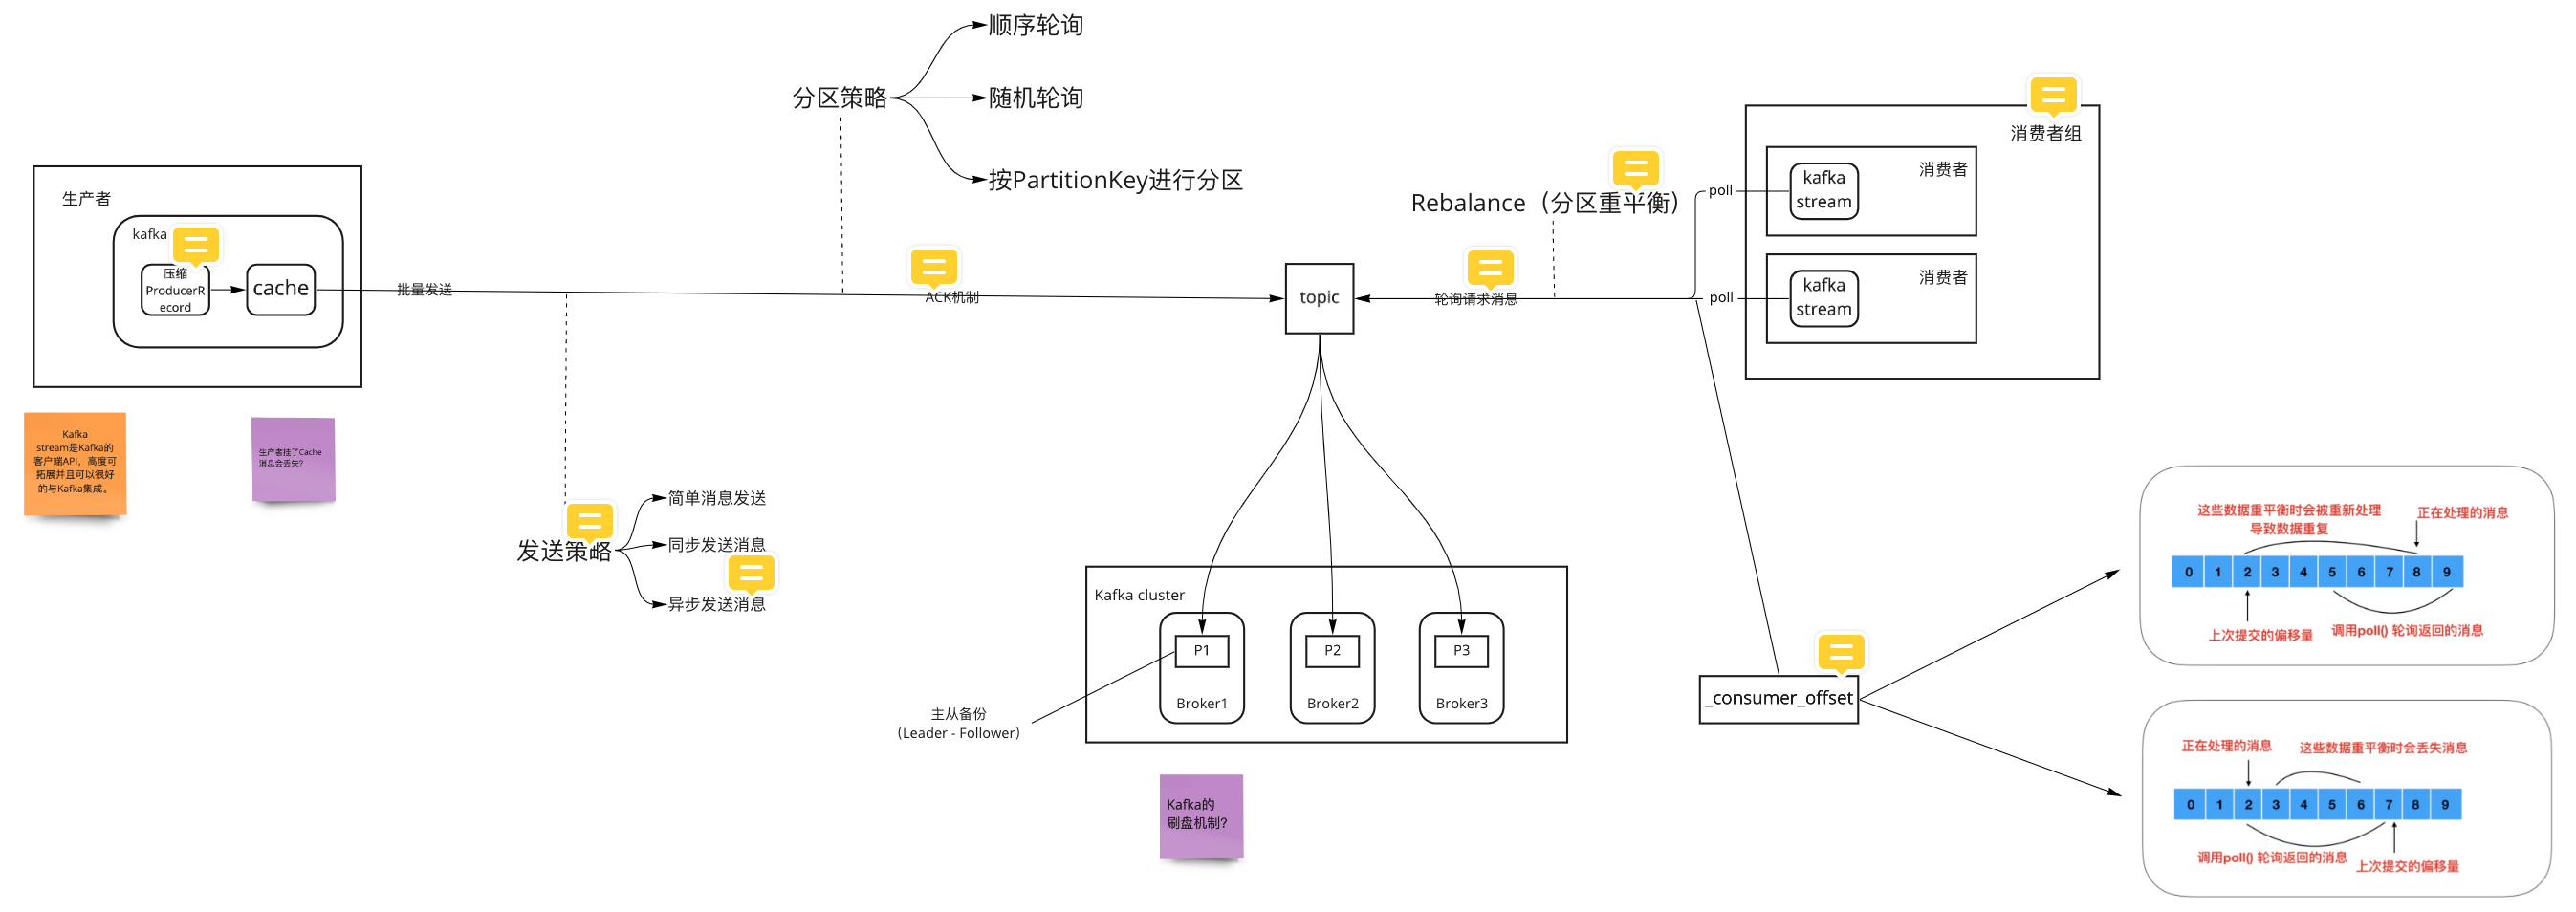 顺序轮询
分区策略
随机轮询
按PartitionKey进行分区
生产者
kafka
压缩
ProducerR
ecord
cache
批量发送
ACK机制
topic
Rebalance（分区重平衡）
轮询请求消息
poll
poll
消费者组
消费者
kafka
stream
消费者
kafka
stream
Kafka
stream是Kafka的
客户端API，高度可
拓展并且可以很好
的与Kafka集成。
生产者挂了Cache
消息会丢失?
发送策略
简单消息发送
同步发送消息
异步发送消息
Kafka cluster
P1
Broker1
P2
Broker2
P3
Broker3
主从备份
（Leader - Follower）
Kafka的
刷盘机制?
_consumer_offset
这些数据重平衡时会被重新处理
导致数据重复
正在处理的消息
0 1 2 3 4 5 6 7 8 9
上次提交的偏移量
调用poll() 轮询返回的消息
正在处理的消息
这些数据重平衡时会丢失消息
0 1 2 3 4 5 6 7 8 9
调用poll() 轮询返回的消息
上次提交的偏移量